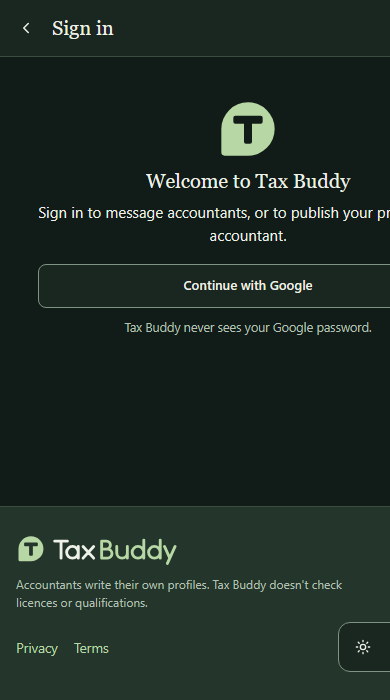 Sign in
T
Welcome to Tax Buddy
Sign in to message accountants, or to publish your
accountant.
Continue with Google
Tax Buddy never sees your Google password.
T Tax Buddy
Accountants write their own profiles. Tax Buddy doesn't check
licences or qualifications.
Privacy Terms